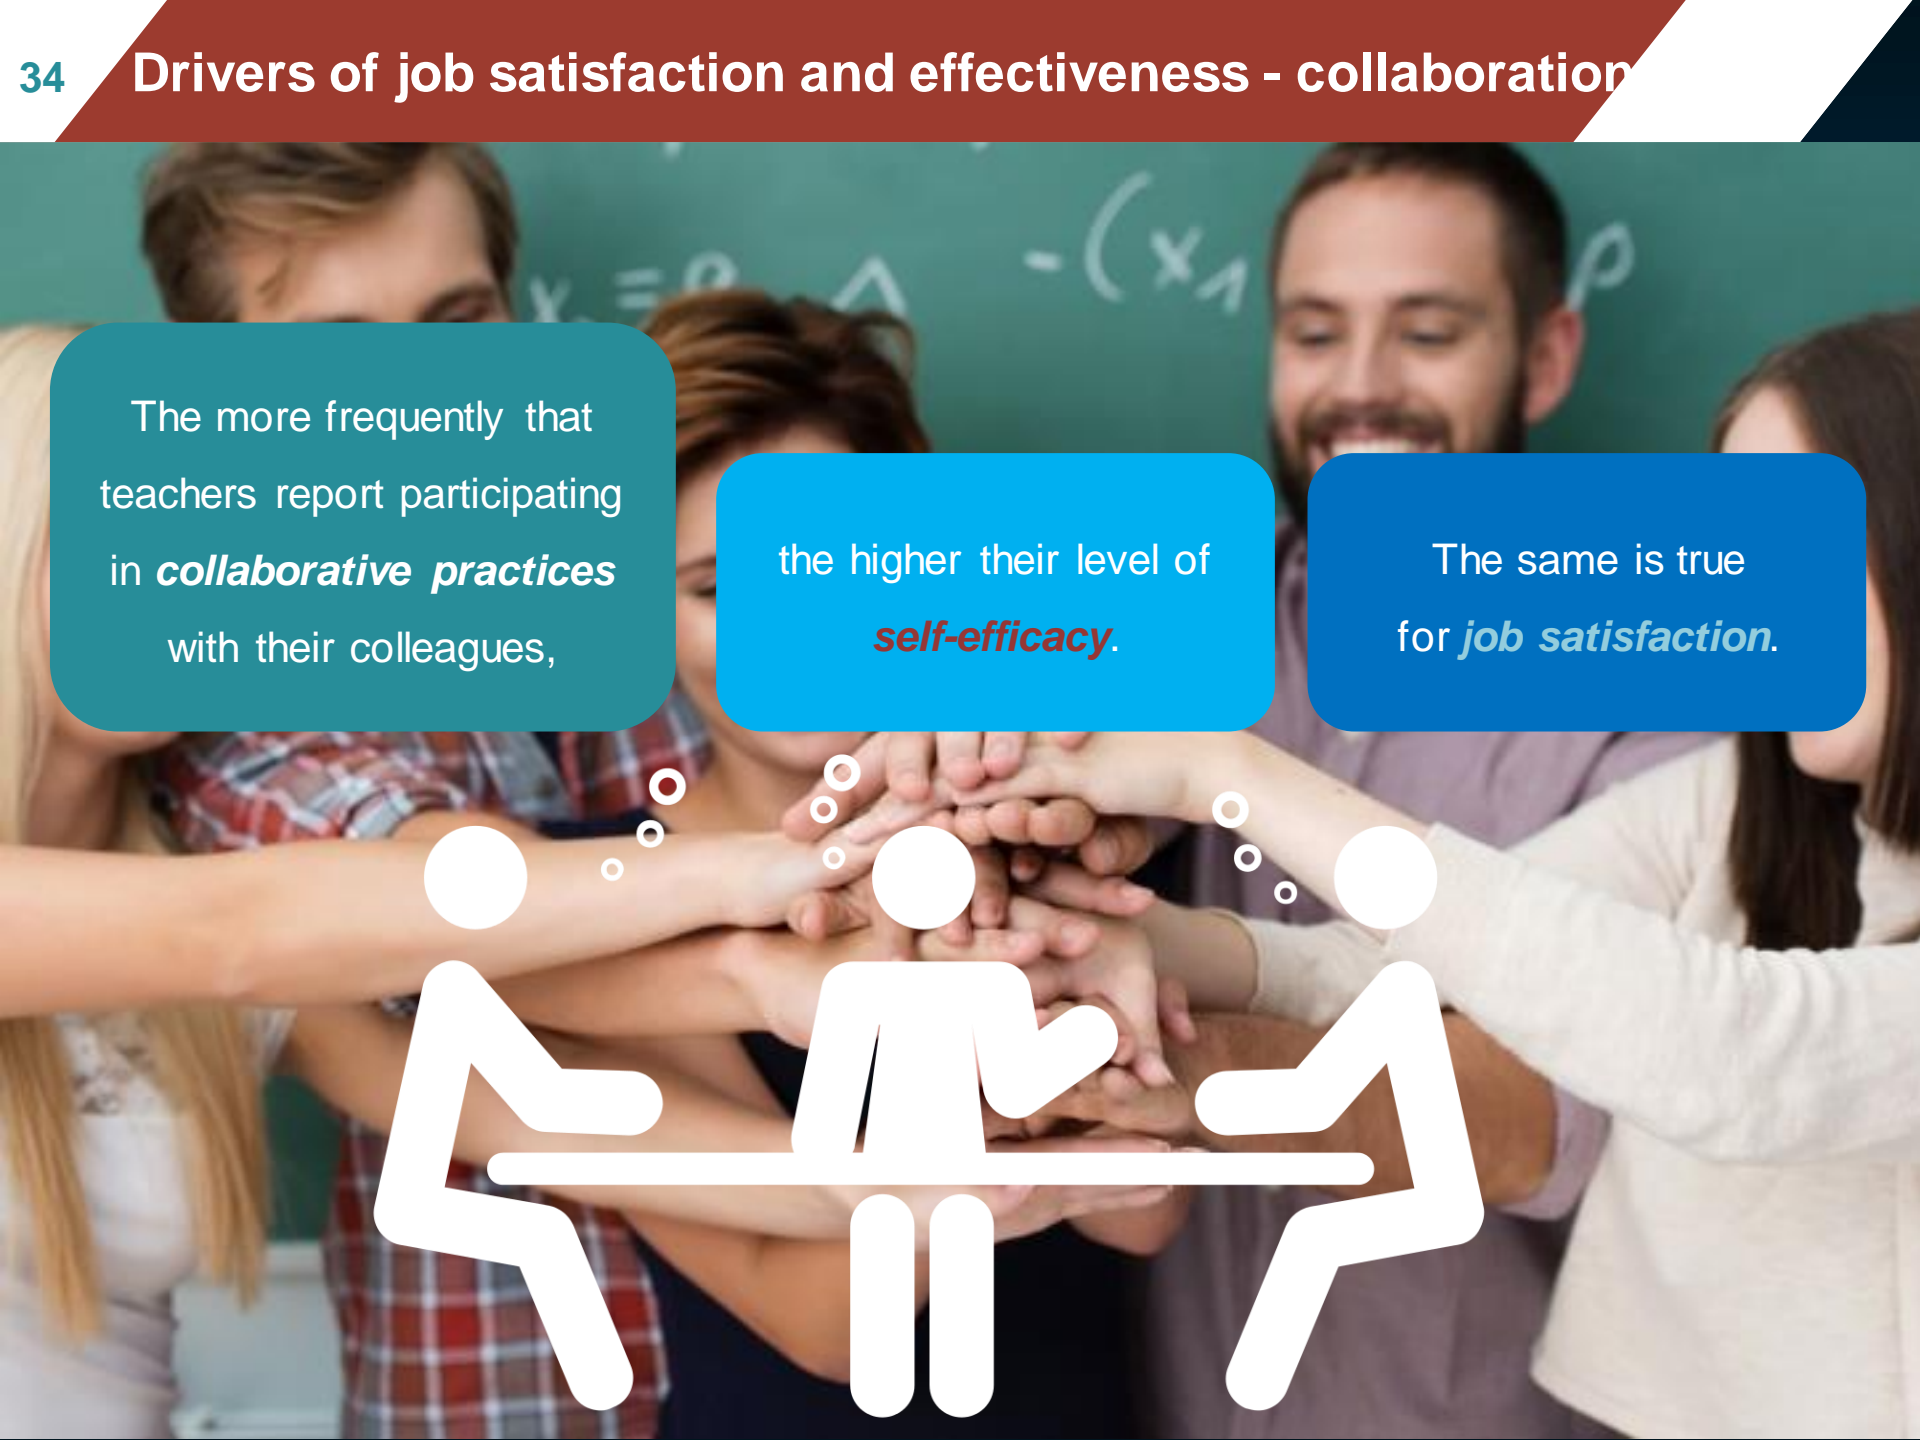 34
Drivers of job satisfaction and effectiveness - collaboration
x = p ^ -(x1 p
The more frequently that
teachers report participating
in collaborative practices
with their colleagues,
the higher their level of
self-efficacy.
The same is true
for job satisfaction.